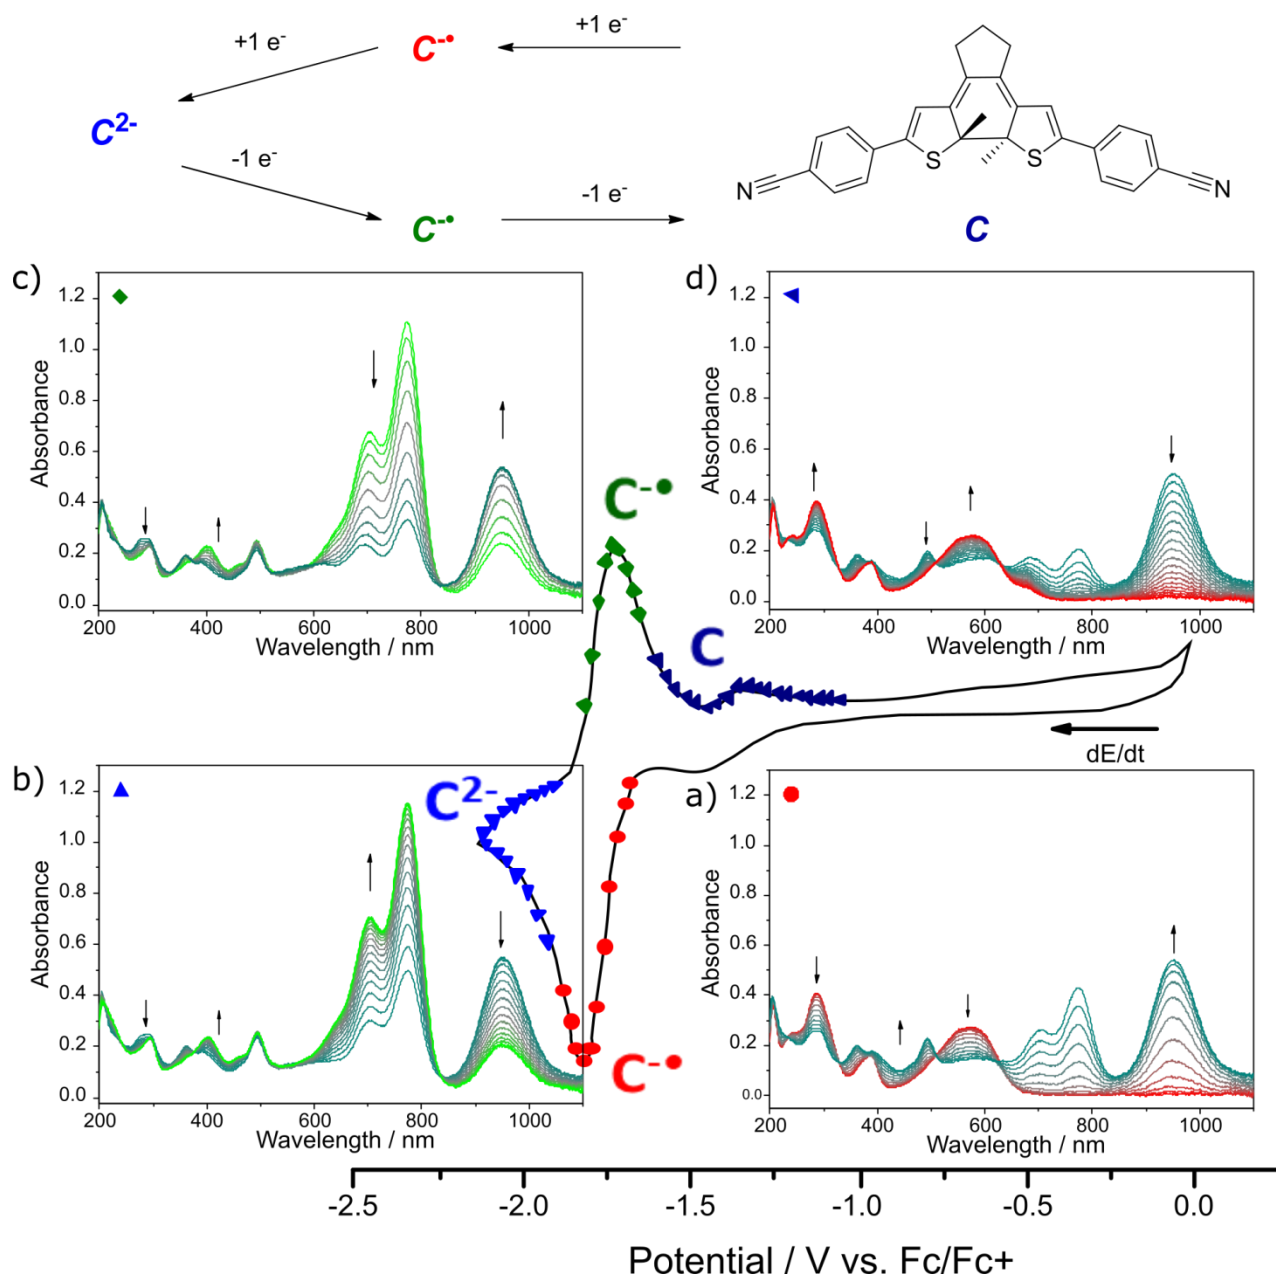 +1 e-
C-•
+1 e-
C2-
-1 e-
C-•
-1 e-
N
S
S
N
C
c)
1.2
1.0
0.8
0.6
0.4
0.2
0.0
Absorbance
200 400 600 800 1000
Wavelength / nm
d)
1.2
1.0
0.8
0.6
0.4
0.2
0.0
Absorbance
200 400 600 800 1000
Wavelength / nm
C-•
C
dE/dt
b)
1.2
1.0
0.8
0.6
0.4
0.2
0.0
Absorbance
200 400 600 800 1000
Wavelength / nm
C2-
C-•
a)
1.2
1.0
0.8
0.6
0.4
0.2
0.0
Absorbance
200 400 600 800 1000
Wavelength / nm
-2.5 -2.0 -1.5 -1.0 -0.5 0.0
Potential / V vs. Fc/Fc+